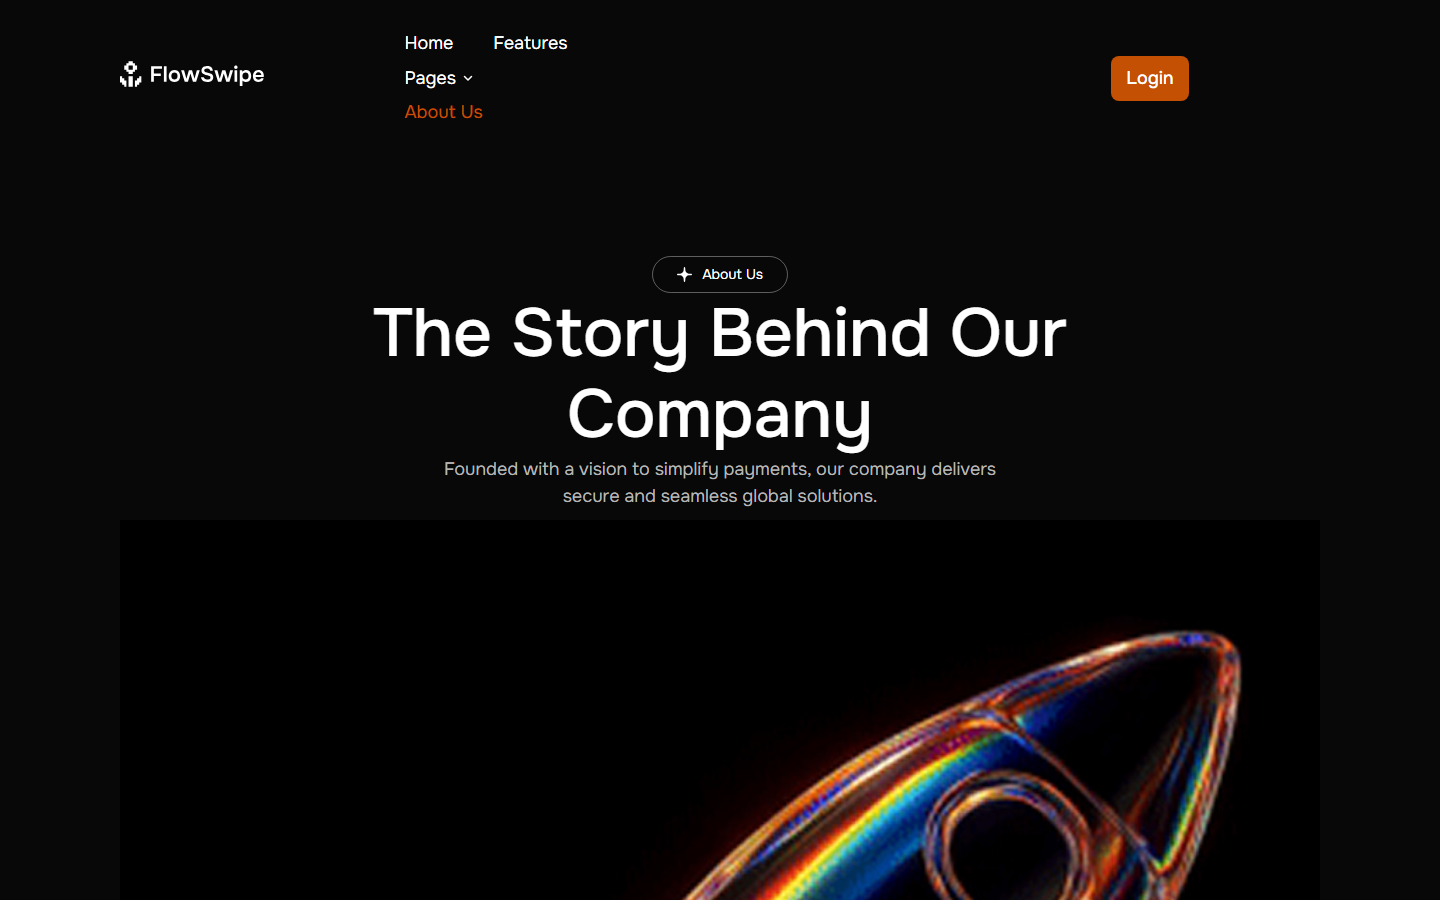 FlowSwipe
Home Features
Pages
About Us
Login
About Us
The Story Behind Our
Company
Founded with a vision to simplify payments, our company delivers
secure and seamless global solutions.